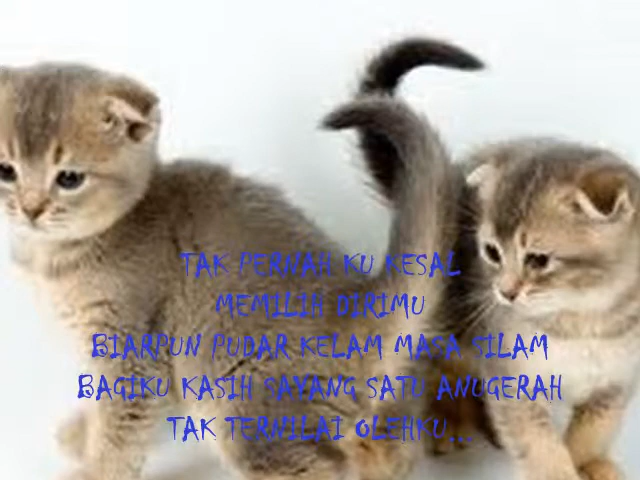 TAK PERNAH KU KESAL
MEMILIH DIRIMU
BIARPUN PUDAR KELAM MASA SILAM
BAGIKU KASIH SAYANG SATU ANUGERAH
TAK TERNILAI OLEHKU...